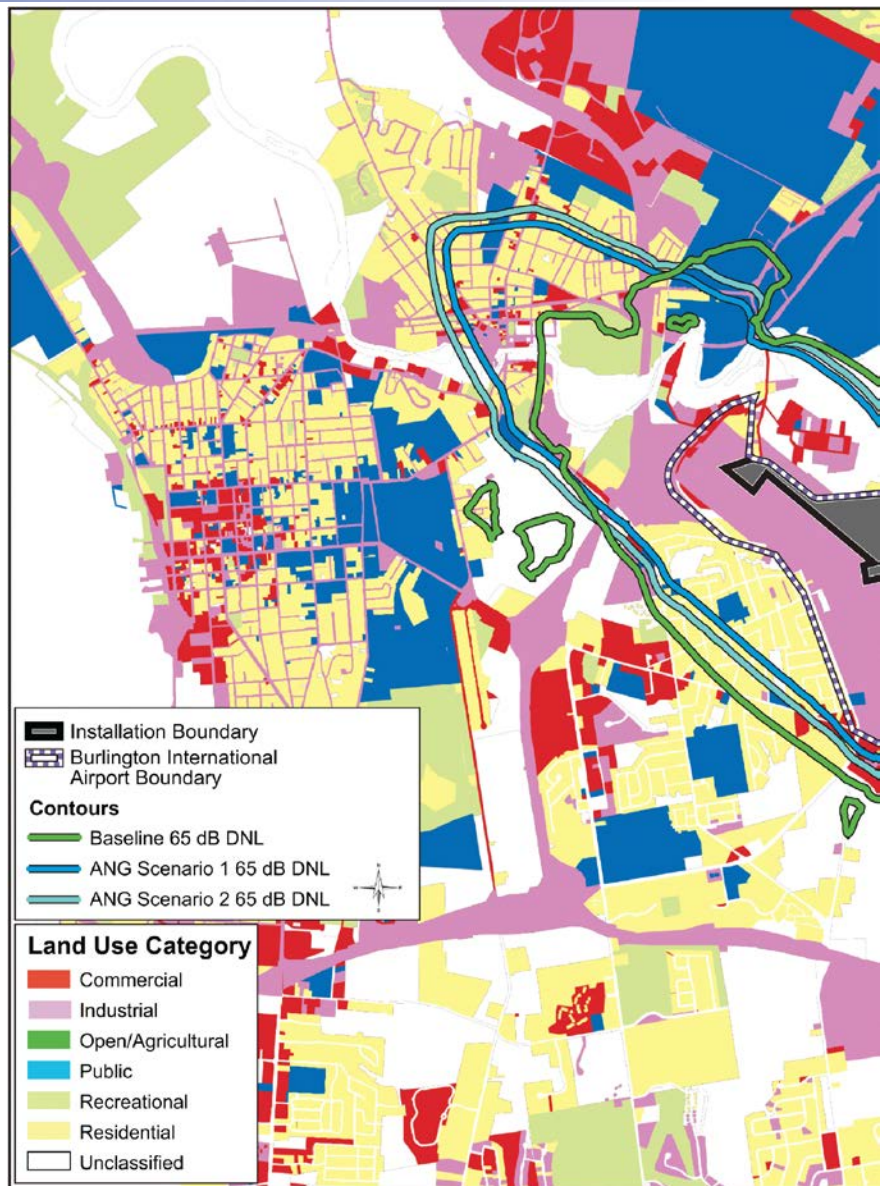 Installation Boundary
Burlington International
Airport Boundary
Contours
Baseline 65 dB DNL
ANG Scenario 1 65 dB DNL
ANG Scenario 2 65 dB DNL
Land Use Category
Commercial
Industrial
Open/Agricultural
Public
Recreational
Residential
Unclassified